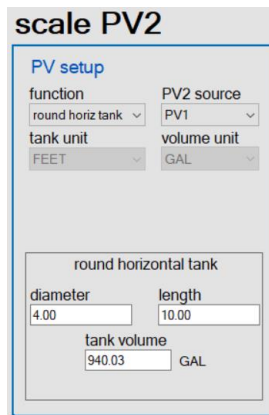 scale PV2
PV setup
function PV2 source
round horiz tank PV1
tank unit volume unit
FEET GAL
round horizontal tank
diameter length
4.00 10.00
tank volume
940.03 GAL